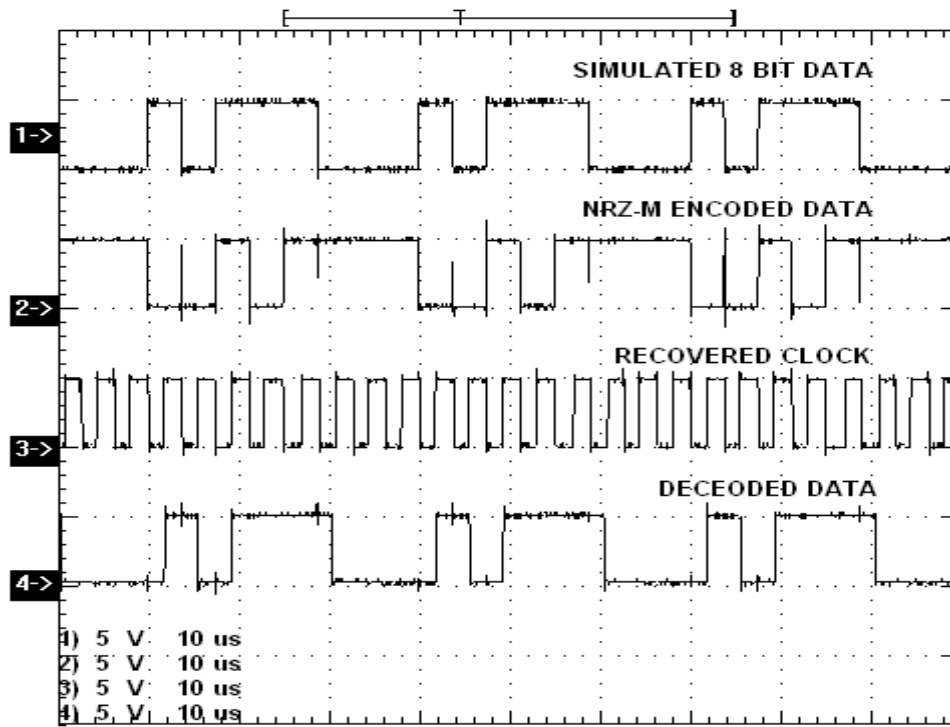 T
SIMULATED 8 BIT DATA
1->
NRZ-M ENCODED DATA
2->
RECOVERED CLOCK
3->
DECEODED DATA
4->
1) 5 V 10 us
2) 5 V 10 us
3) 5 V 10 us
4) 5 V 10 us